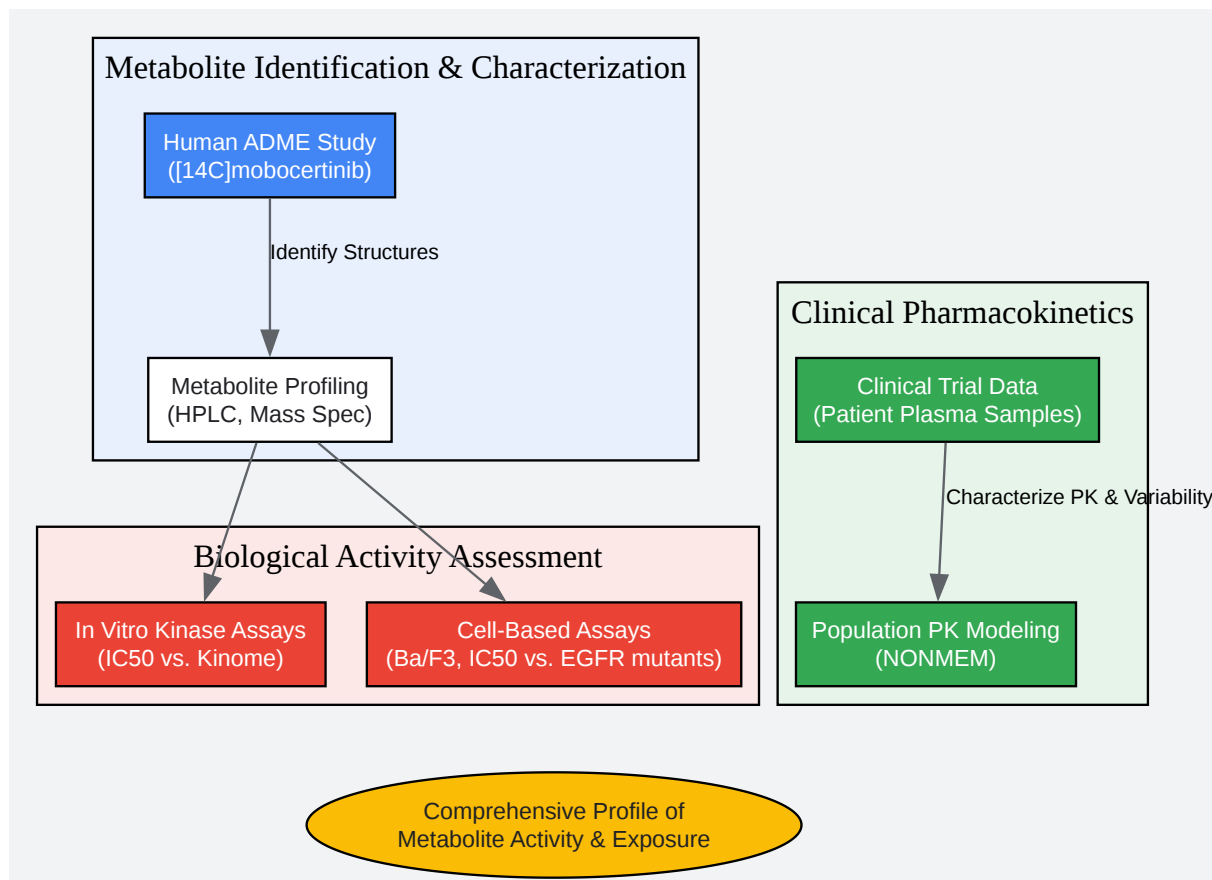 Metabolite Identification & Characterization
Human ADME Study
([14C]mobocertinib)
Identify Structures
Metabolite Profiling
(HPLC, Mass Spec)
Clinical Pharmacokinetics
Clinical Trial Data
(Patient Plasma Samples)
Characterize PK & Variability
Population PK Modeling
(NONMEM)
Biological Activity Assessment
In Vitro Kinase Assays
(IC50 vs. Kinome)
Cell-Based Assays
(Ba/F3, IC50 vs. EGFR mutants)
Comprehensive Profile of
Metabolite Activity & Exposure